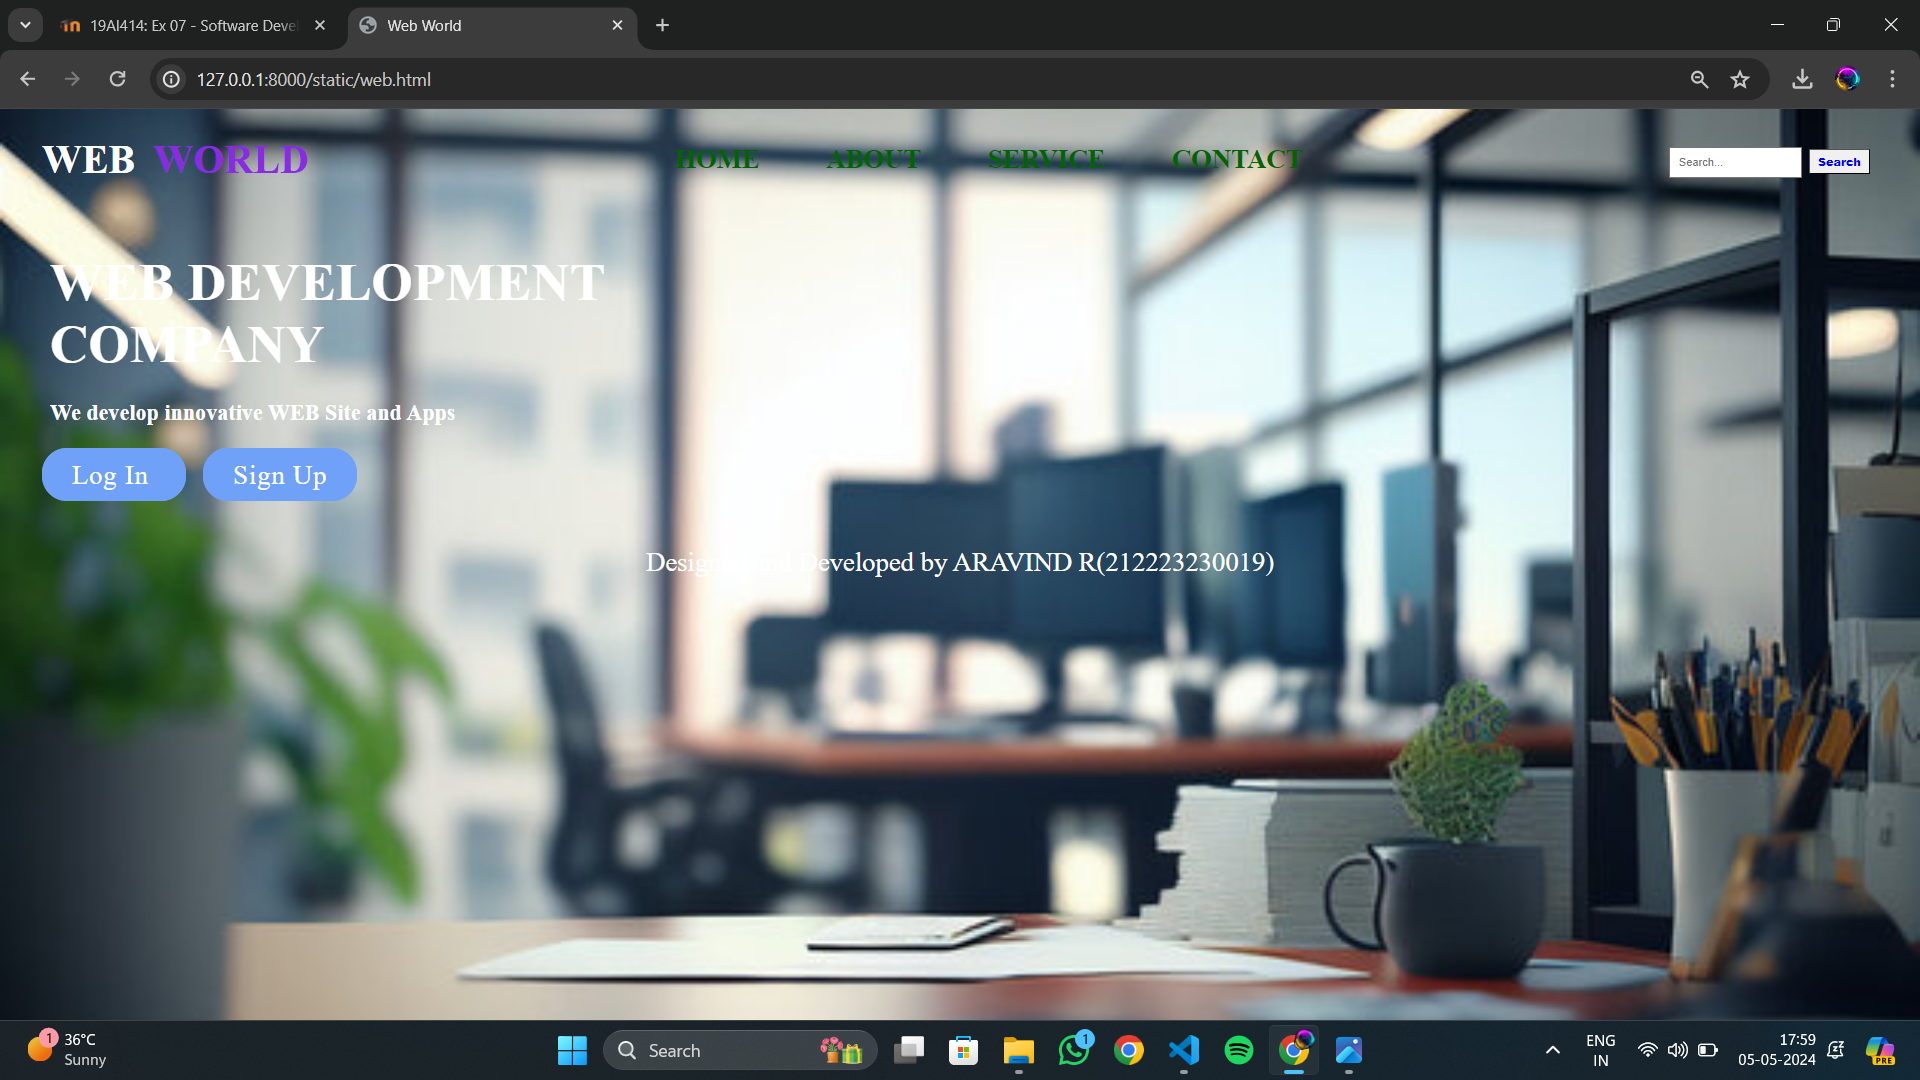 19AI414: Ex 07 - Software Deve
Web World
127.0.0.1:8000/static/web.html
WEB WORLD
HOME ABOUT SERVICE CONTACT
Search...
Search
WEB DEVELOPMENT
COMPANY
We develop innovative WEB Site and Apps
Log In
Sign Up
Designed and Developed by ARAVIND R(212223230019)
1
36°C
Sunny
Search
1
ENG
IN
17:59
05-05-2024
PRE